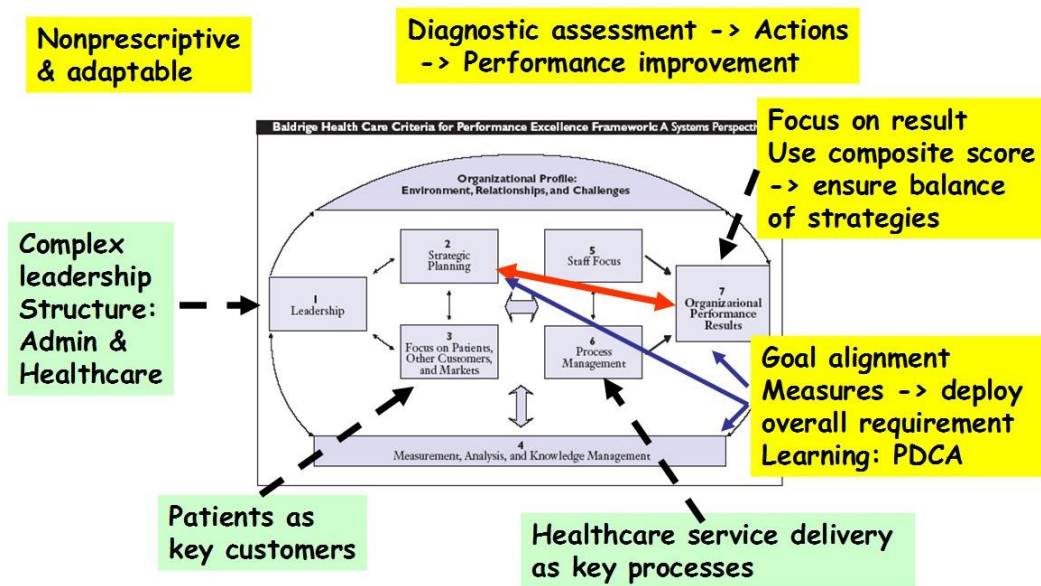 Nonprescriptive
& adaptable
Diagnostic assessment -> Actions
-> Performance improvement
Baldrige Health Care Criteria for Performance Excellence Framework: A Systems Perspectiv
Focus on result
Use composite score
-> ensure balance
of strategies
Organizational Profile:
Environment, Relationships, and Challenges
Complex
leadership
Structure:
Admin &
Healthcare
1
Leadership
2
Strategic
Planning
3
Focus on Patients,
Other Customers,
and Markets
5
Staff Focus
6
Process
Management
7
Organizational
Performance
Results
Goal alignment
Measures -> deploy
overall requirement
Learning: PDCA
4
Measurement, Analysis, and Knowledge Management
Patients as
key customers
Healthcare service delivery
as key processes